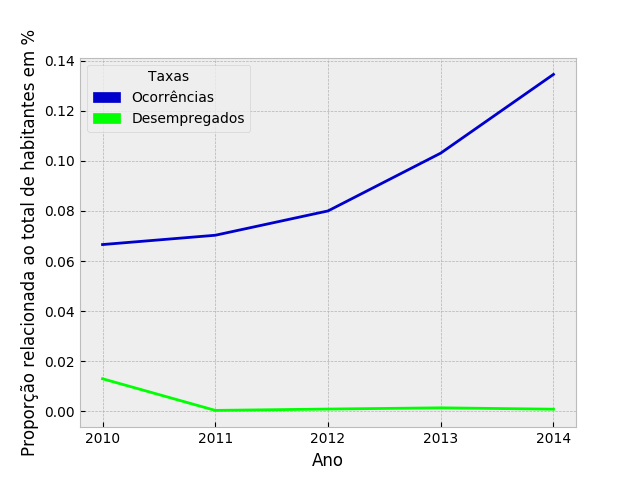 Proporção relacionada ao total de habitantes em %
0.14
0.12
0.10
0.08
0.06
0.04
0.02
0.00
Taxas
Ocorrências
Desempregados
2010 2011 2012 2013 2014
Ano